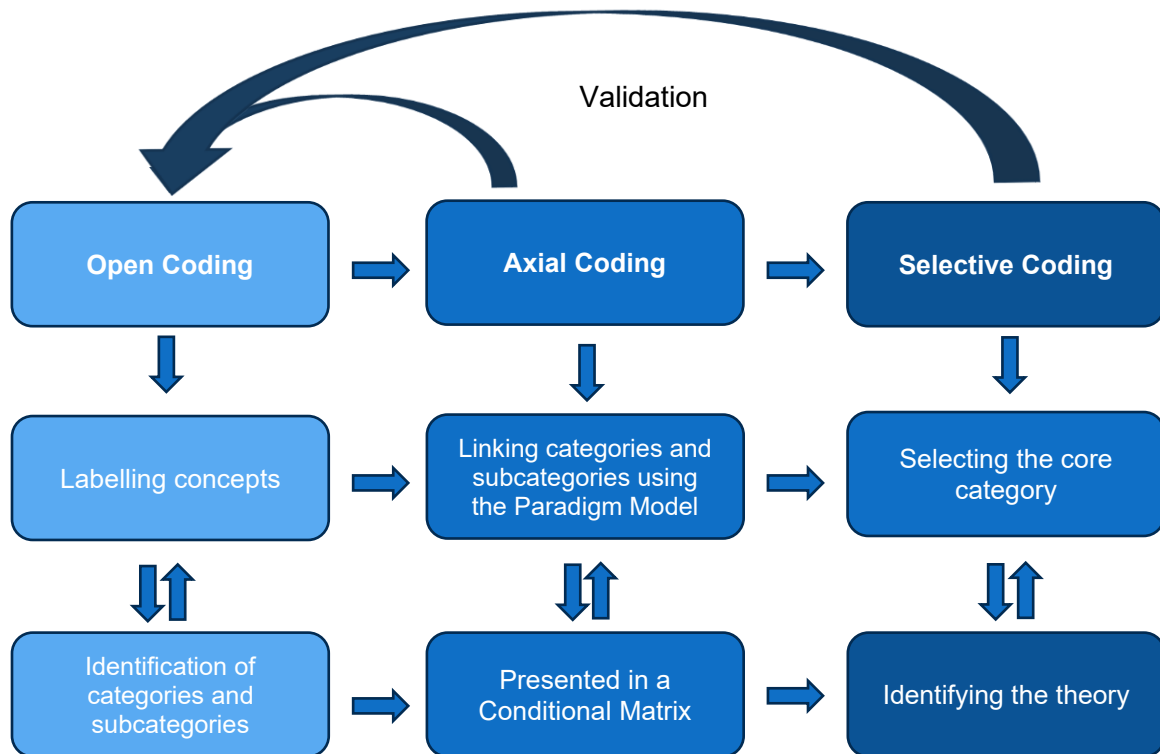 Validation
Open Coding
Axial Coding
Selective Coding
Labelling concepts
Linking categories and
subcategories using
the Paradigm Model
Selecting the core
category
Identification of
categories and
subcategories
Presented in a
Conditional Matrix
Identifying the theory